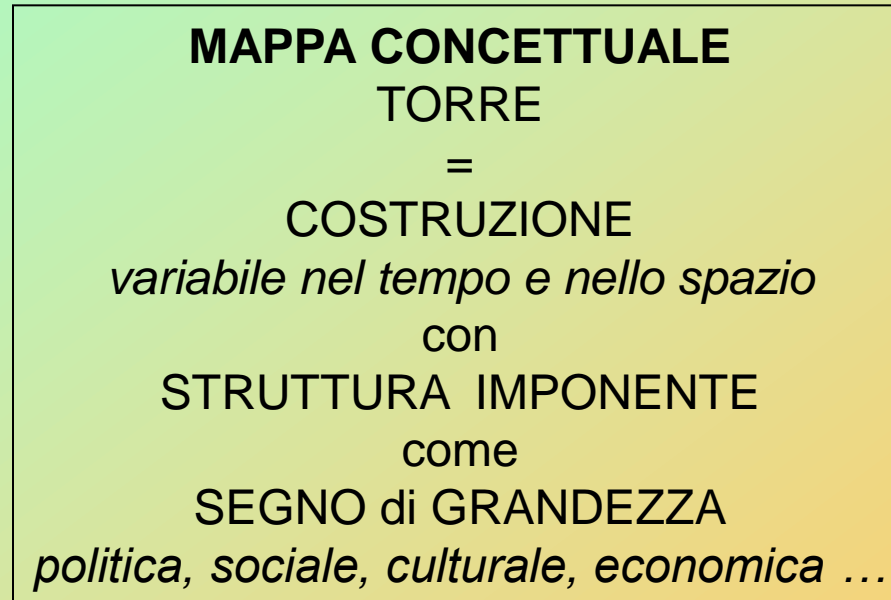 MAPPA CONCETTUALE
TORRE
=
COSTRUZIONE
variabile nel tempo e nello spazio
con
STRUTTURA IMPONENTE
come
SEGNO di GRANDEZZA
politica, sociale, culturale, economica …